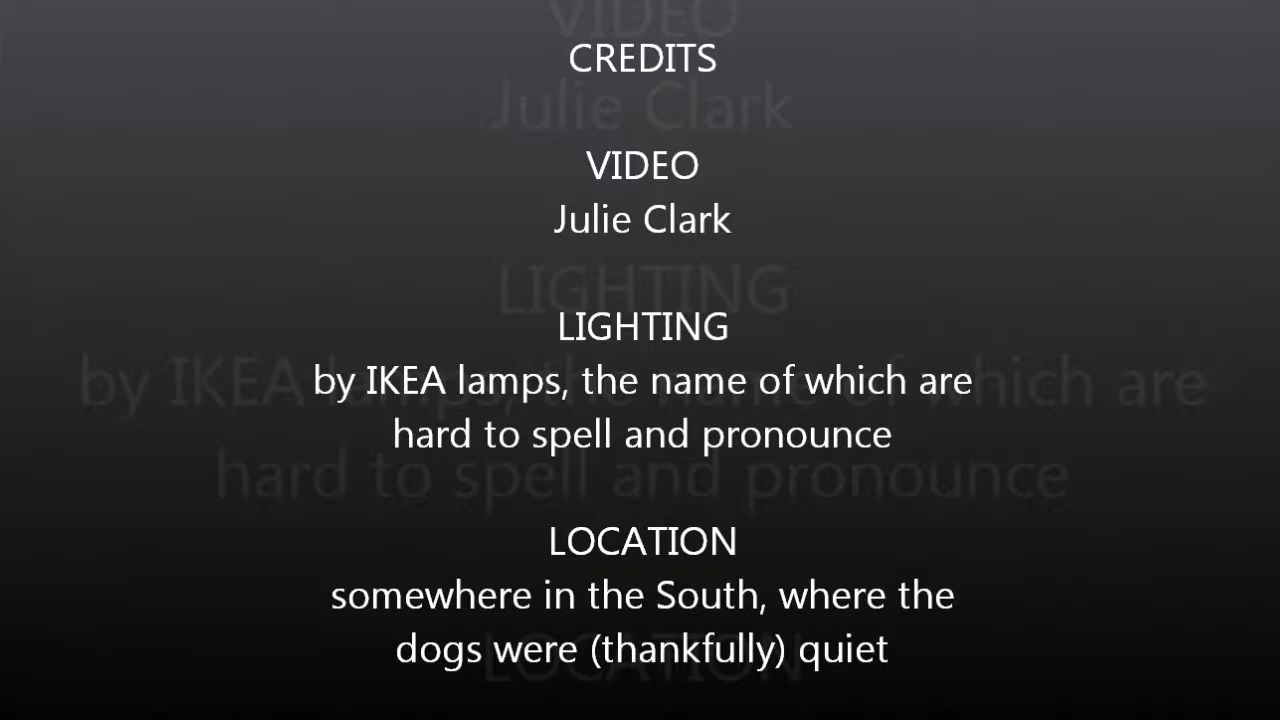 CREDITS
VIDEO
Julie Clark
LIGHTING
by IKEA lamps, the name of which are
hard to spell and pronounce
LOCATION
somewhere in the South, where the
dogs were (thankfully) quiet